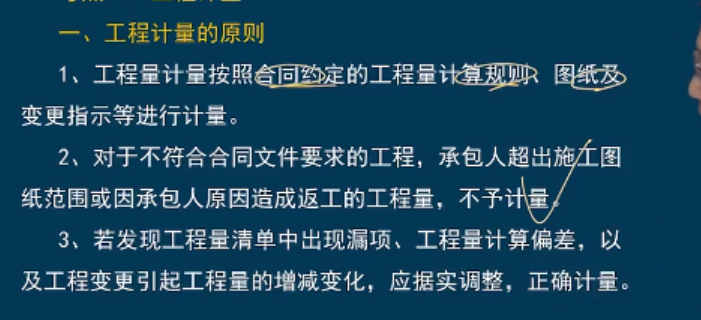 一、工程计量的原则
1、工程量计量按照合同约定的工程量计算规则、图纸及
变更指示等进行计量。
2、对于不符合合同文件要求的工程，承包人超出施工图
纸范围或因承包人原因造成返工的工程量，不予计量。
3、若发现工程量清单中出现漏项、工程量计算偏差，以
及工程变更引起工程量的增减变化，应据实调整，正确计量。